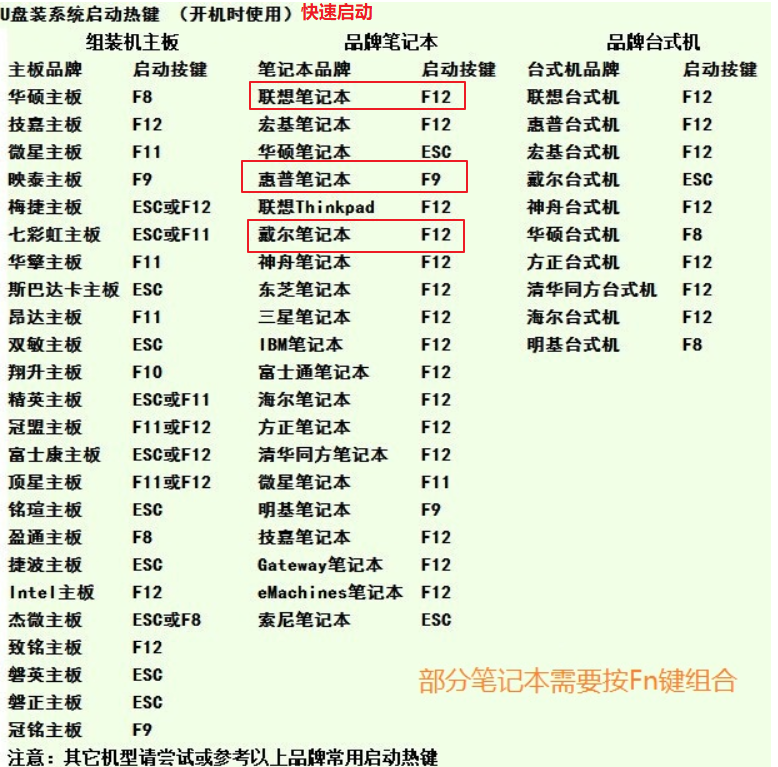 U盘装系统启动热键 （开机时使用）快速启动
组装机主板 品牌笔记本 品牌台式机
主板品牌 启动按键 笔记本品牌 启动按键 台式机品牌 启动按键
华硕主板 F8 联想笔记本 F12 联想台式机 F12
技嘉主板 F12 宏基笔记本 F12 惠普台式机 F12
微星主板 F11 华硕笔记本 ESC 宏基台式机 F12
映泰主板 F9 惠普笔记本 F9 戴尔台式机 ESC
梅捷主板 ESC或F12 联想Thinkpad F12 神舟台式机 F12
七彩虹主板 ESC或F11 戴尔笔记本 F12 华硕台式机 F8
华擎主板 F11 神舟笔记本 F12 方正台式机 F12
斯巴达卡主板 ESC 东芝笔记本 F12 清华同方台式机 F12
昂达主板 F11 三星笔记本 F12 海尔台式机 F12
双敏主板 ESC IBM笔记本 F12 明基台式机 F8
翔升主板 F10 富士通笔记本 F12
精英主板 ESC或F11 海尔笔记本 F12
冠盟主板 F11或F12 方正笔记本 F12
富士康主板 ESC或F12 清华同方笔记本 F12
顶星主板 F11或F12 微星笔记本 F11
铭瑄主板 ESC 明基笔记本 F9
盈通主板 F8 技嘉笔记本 F12
捷波主板 ESC Gateway笔记本 F12
Intel主板 F12 eMachines笔记本 F12
杰微主板 ESC或F8 索尼笔记本 ESC
致铭主板 F12
磐英主板 ESC
磐正主板 ESC
冠铭主板 F9
部分笔记本需要按Fn键组合
注意：其它机型请尝试或参考以上品牌常用启动热键